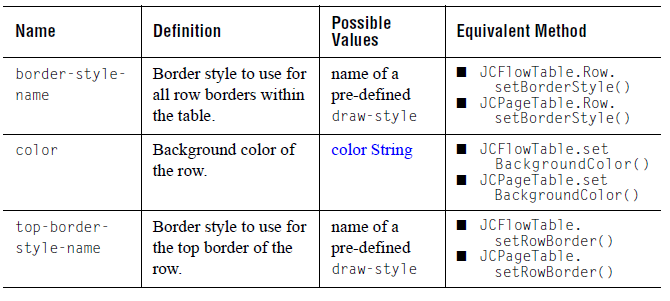 Name Definition Possible Values Equivalent Method
border-style-name Border style to use for all row borders within the table. name of a pre-defined draw-style ■ JCFlowTable.Row.setBorderStyle() ■ JCPageTable.Row.setBorderStyle()
color Background color of the row. color String ■ JCFlowTable.set BackgroundColor() ■ JCPageTable.set BackgroundColor()
top-border-style-name Border style to use for the top border of the row. name of a pre-defined draw-style ■ JCFlowTable.setRowBorder() ■ JCPageTable.setRowBorder()